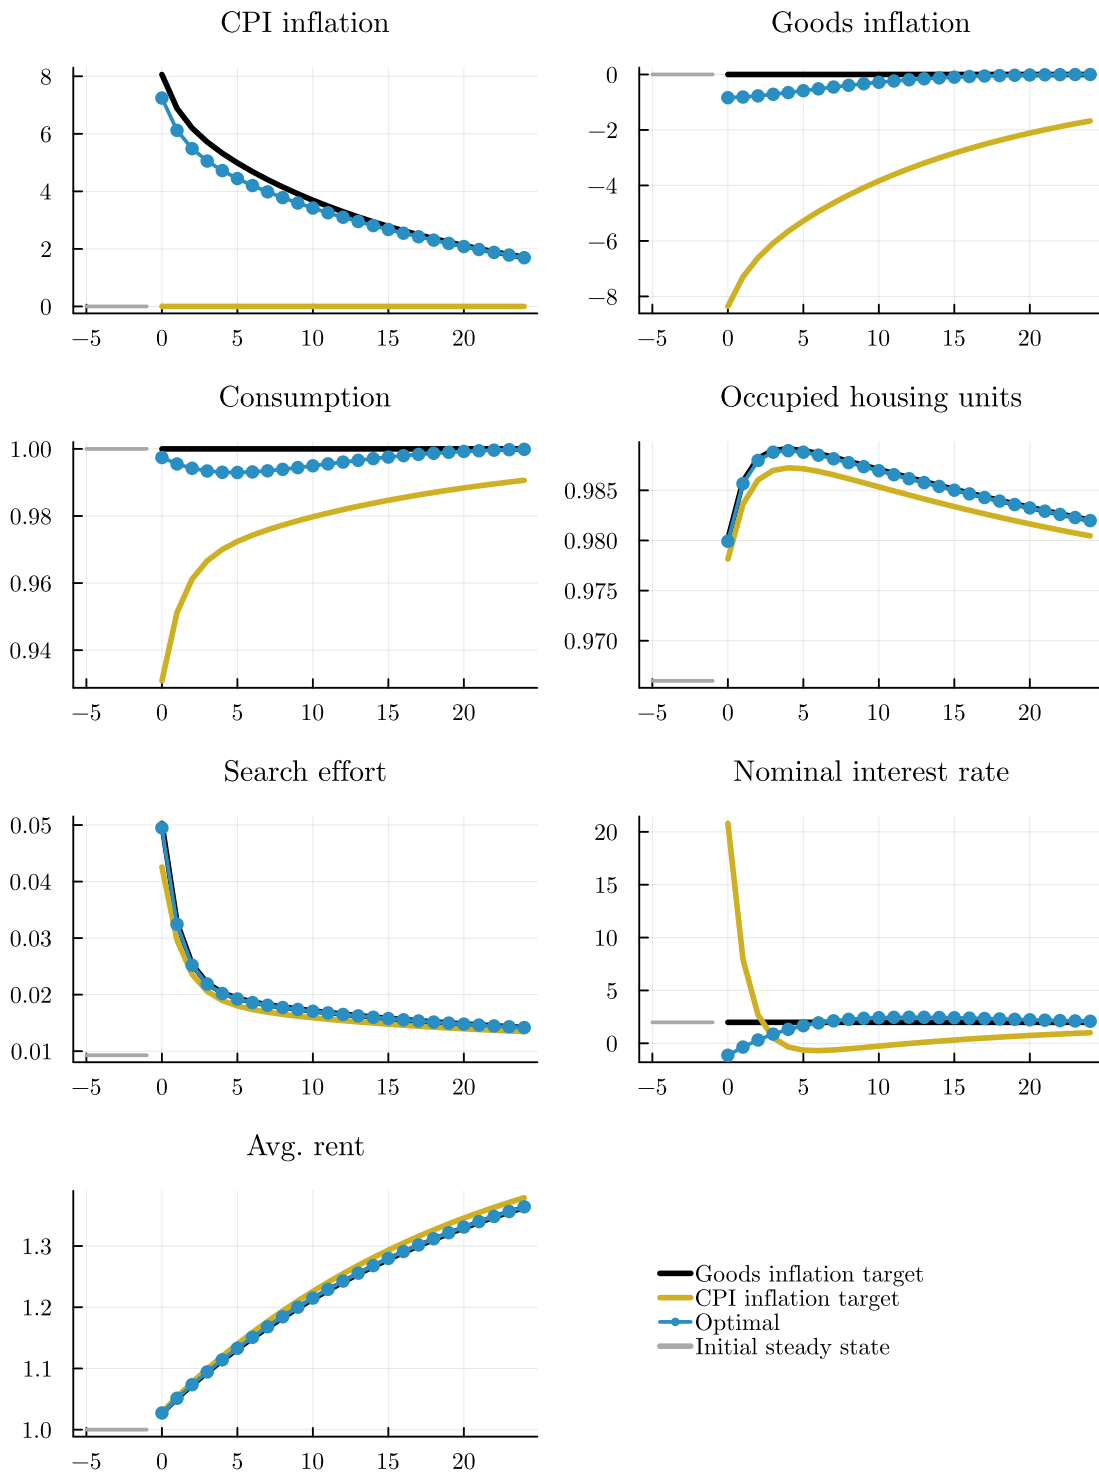 CPI inflation
8
6
4
2
0
−5 0 5 10 15 20
Goods inflation
0
−2
−4
−6
−8
−5 0 5 10 15 20
Consumption
1.00
0.98
0.96
0.94
−5 0 5 10 15 20
Occupied housing units
0.985
0.980
0.975
0.970
−5 0 5 10 15 20
Search effort
0.05
0.04
0.03
0.02
0.01
−5 0 5 10 15 20
Nominal interest rate
20
15
10
5
0
−5 0 5 10 15 20
Avg. rent
1.3
1.2
1.1
1.0
−5 0 5 10 15 20
Goods inflation target
CPI inflation target
Optimal
Initial steady state